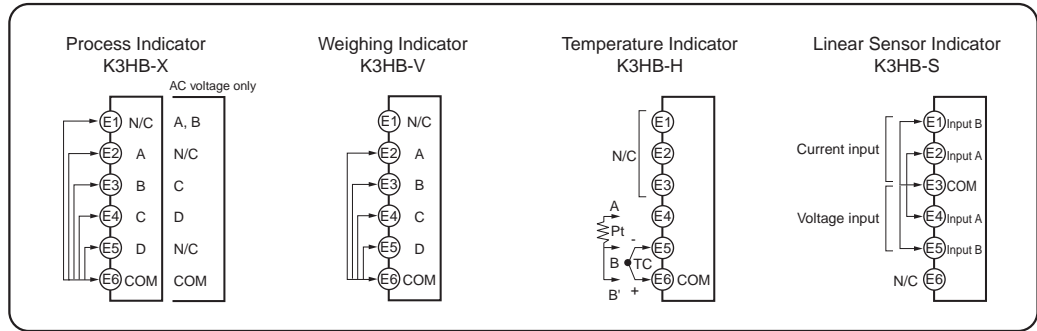 Process Indicator
K3HB-X
AC voltage only
E1 N/C A, B
E2 A N/C
E3 B C
E4 C D
E5 D N/C
E6 COM COM
Weighing Indicator
K3HB-V
E1 N/C
E2 A
E3 B
E4 C
E5 D
E6 COM
Temperature Indicator
K3HB-H
E1
N/C E2
E3
A E4
Pt
- E5
B TC
E6 COM
B' +
Linear Sensor Indicator
K3HB-S
E1 Input B
Current input E2 Input A
E3 COM
Voltage input E4 Input A
E5 Input B
N/C E6